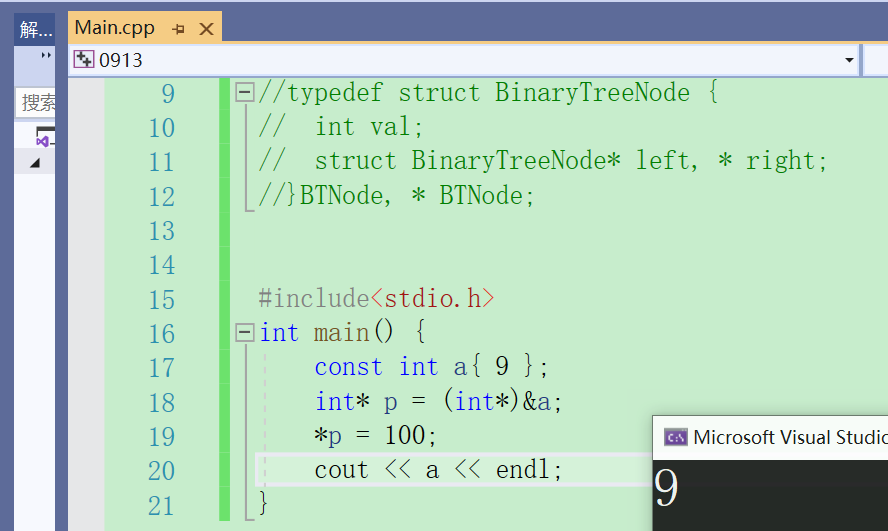 解...
Main.cpp
0913
搜索
9 //typedef struct BinaryTreeNode {
10 //  int val;
11 //  struct BinaryTreeNode* left, * right;
12 //}BTNode, * BTNode;
13
14
15 #include<stdio.h>
16 int main() {
17     const int a{ 9 };
18     int* p = (int*)&a;
19     *p = 100;
20     cout << a << endl;
21 }
C:\ Microsoft Visual Studio
9